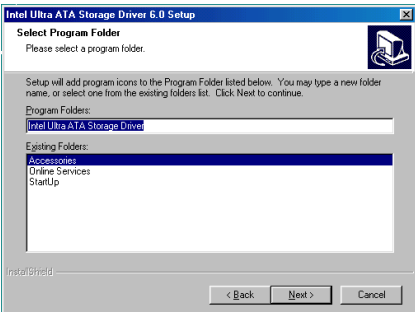 Intel Ultra ATA Storage Driver 6.0 Setup
Select Program Folder
Please select a program folder.
Setup will add program icons to the Program Folder listed below. You may type a new folder
name, or select one from the existing folders list. Click Next to continue.
Program Folders:
Intel Ultra ATA Storage Driver
Existing Folders:
Accessories
Online Services
StartUp
InstallShield
< Back
Next >
Cancel